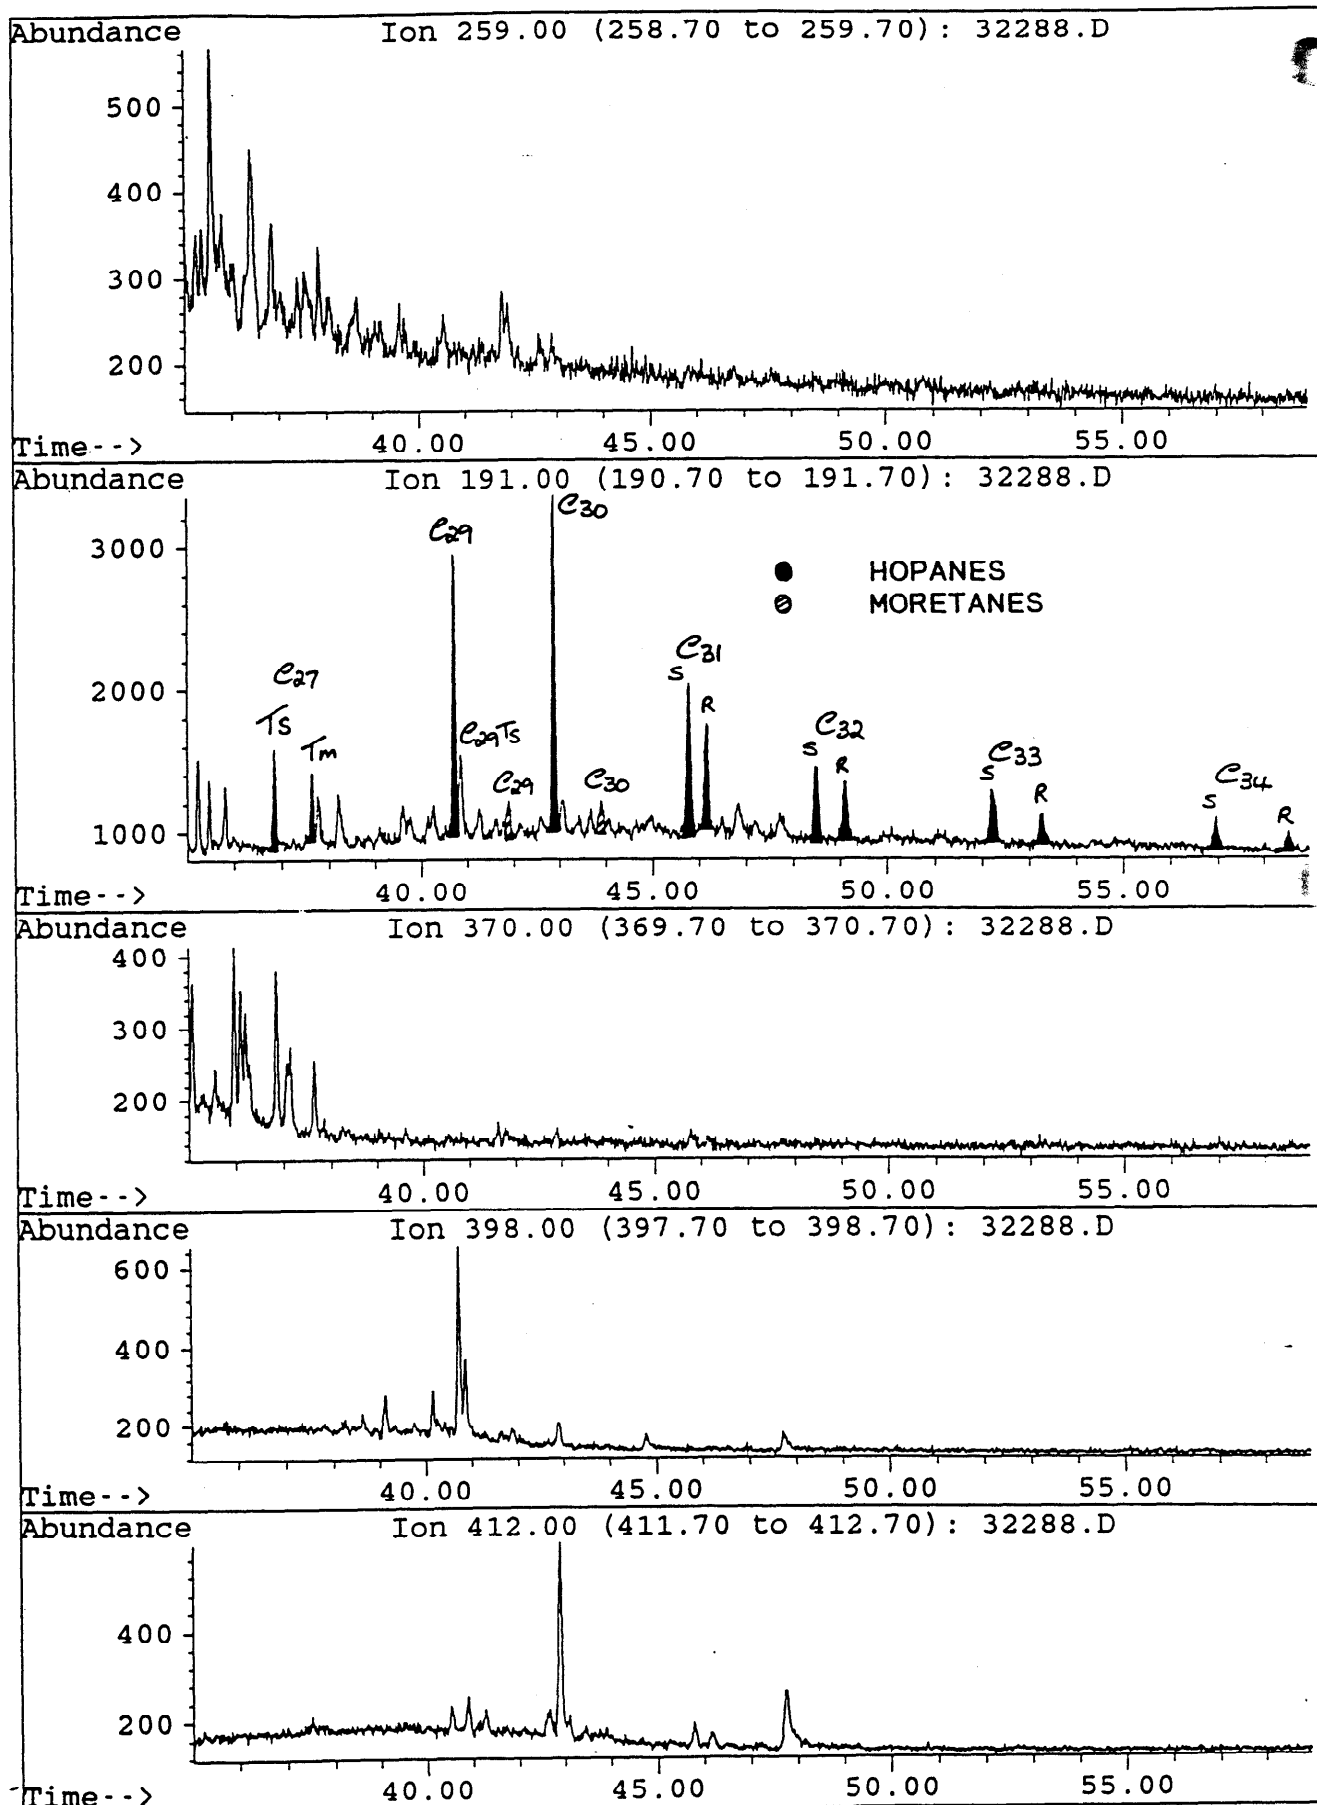 Abundance Ion 259.00 (258.70 to 259.70): 32288.D
500
400
300
200
Time--> 40.00 45.00 50.00 55.00
Abundance Ion 191.00 (190.70 to 191.70): 32288.D
C29 C30
3000
● HOPANES
MORETANES
C27 S C31
2000
Ts Tm C29Ts R S C32 R
C29 C30 S C33 R S C34 R
1000
Time--> 40.00 45.00 50.00 55.00
Abundance Ion 370.00 (369.70 to 370.70): 32288.D
400
300
200
Time--> 40.00 45.00 50.00 55.00
Abundance Ion 398.00 (397.70 to 398.70): 32288.D
600
400
200
Time--> 40.00 45.00 50.00 55.00
Abundance Ion 412.00 (411.70 to 412.70): 32288.D
400
200
Time--> 40.00 45.00 50.00 55.00